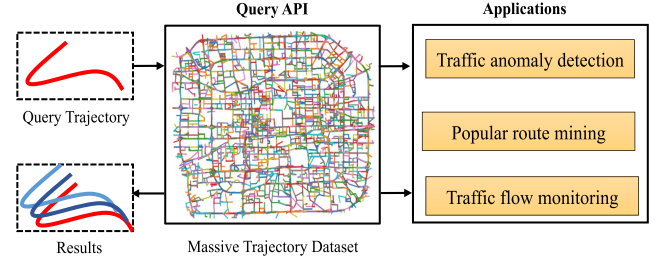 Query API
Applications
Query Trajectory
Results
Massive Trajectory Dataset
Traffic anomaly detection
Popular route mining
Traffic flow monitoring